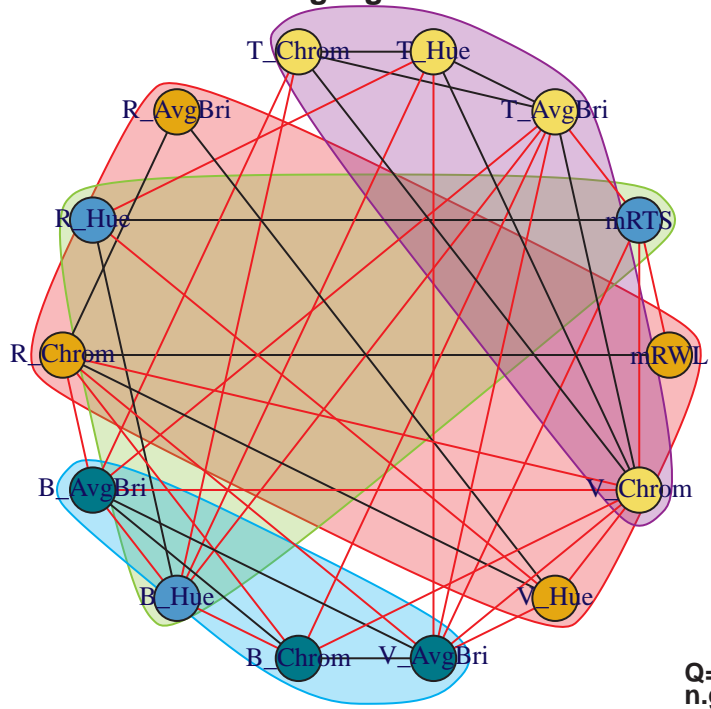 T_Chrom
T_Hue
R_AvgBri
T_AvgBri
R_Hue
mRTS
R_Chrom
mRWL
B_AvgBri
V_Chrom
B_Hue
V_Hue
B_Chrom
V_AvgBri
Q=
n.g